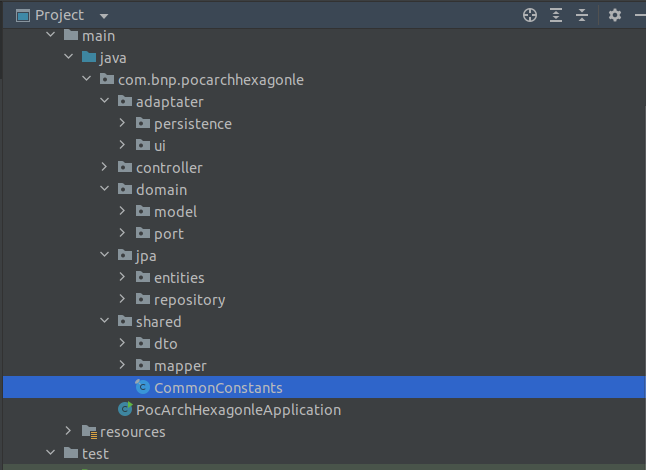 Project
main
java
com.bnp.pocarchhexagonle
adaptater
persistence
ui
controller
domain
model
port
jpa
entities
repository
shared
dto
mapper
CommonConstants
PocArchHexagonleApplication
resources
test